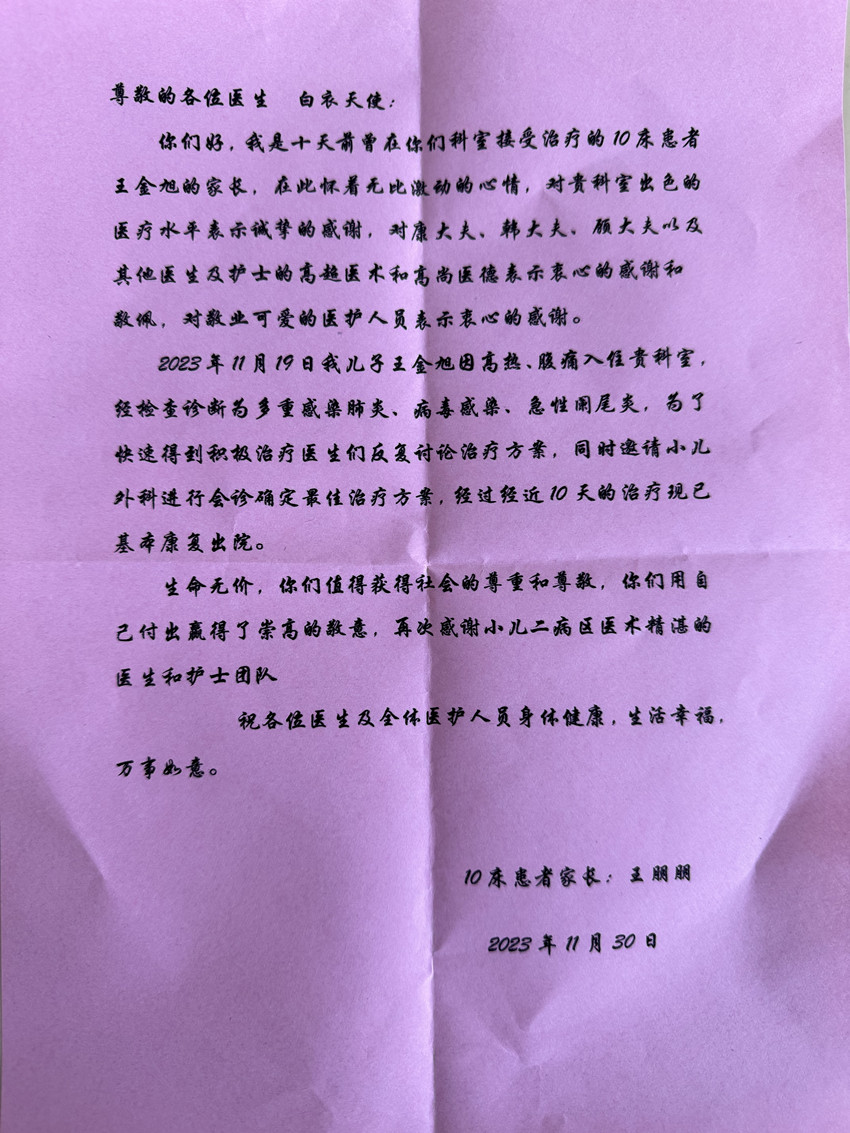 尊敬的各位医生  白衣天使：
你们好，我是十天前曾在你们科室接受治疗的10床患者
王金旭的家长，在此怀着无比激动的心情，对贵科室出色的
医疗水平表示诚挚的感谢，对康大夫、韩大夫、顾大夫以及
其他医生及护士的高超医术和高尚医德表示衷心的感谢和
敬佩，对敬业可爱的医护人员表示衷心的感谢。
2023年11月19日我儿子王金旭因高热、腹痛入住贵科室，
经检查诊断为多重感染肺炎、病毒感染、急性阑尾炎，为了
快速得到积极治疗医生们反复讨论治疗方案，同时邀请小儿
外科进行会诊确定最佳治疗方案，经过经近10天的治疗现已
基本康复出院。
生命无价，你们值得获得社会的尊重和尊敬，你们用自
己付出赢得了崇高的敬意，再次感谢小儿二病区医术精湛的
医生和护士团队
祝各位医生及全体医护人员身体健康，生活幸福，
万事如意。
10床患者家长：王朋朋
2023年11月30日